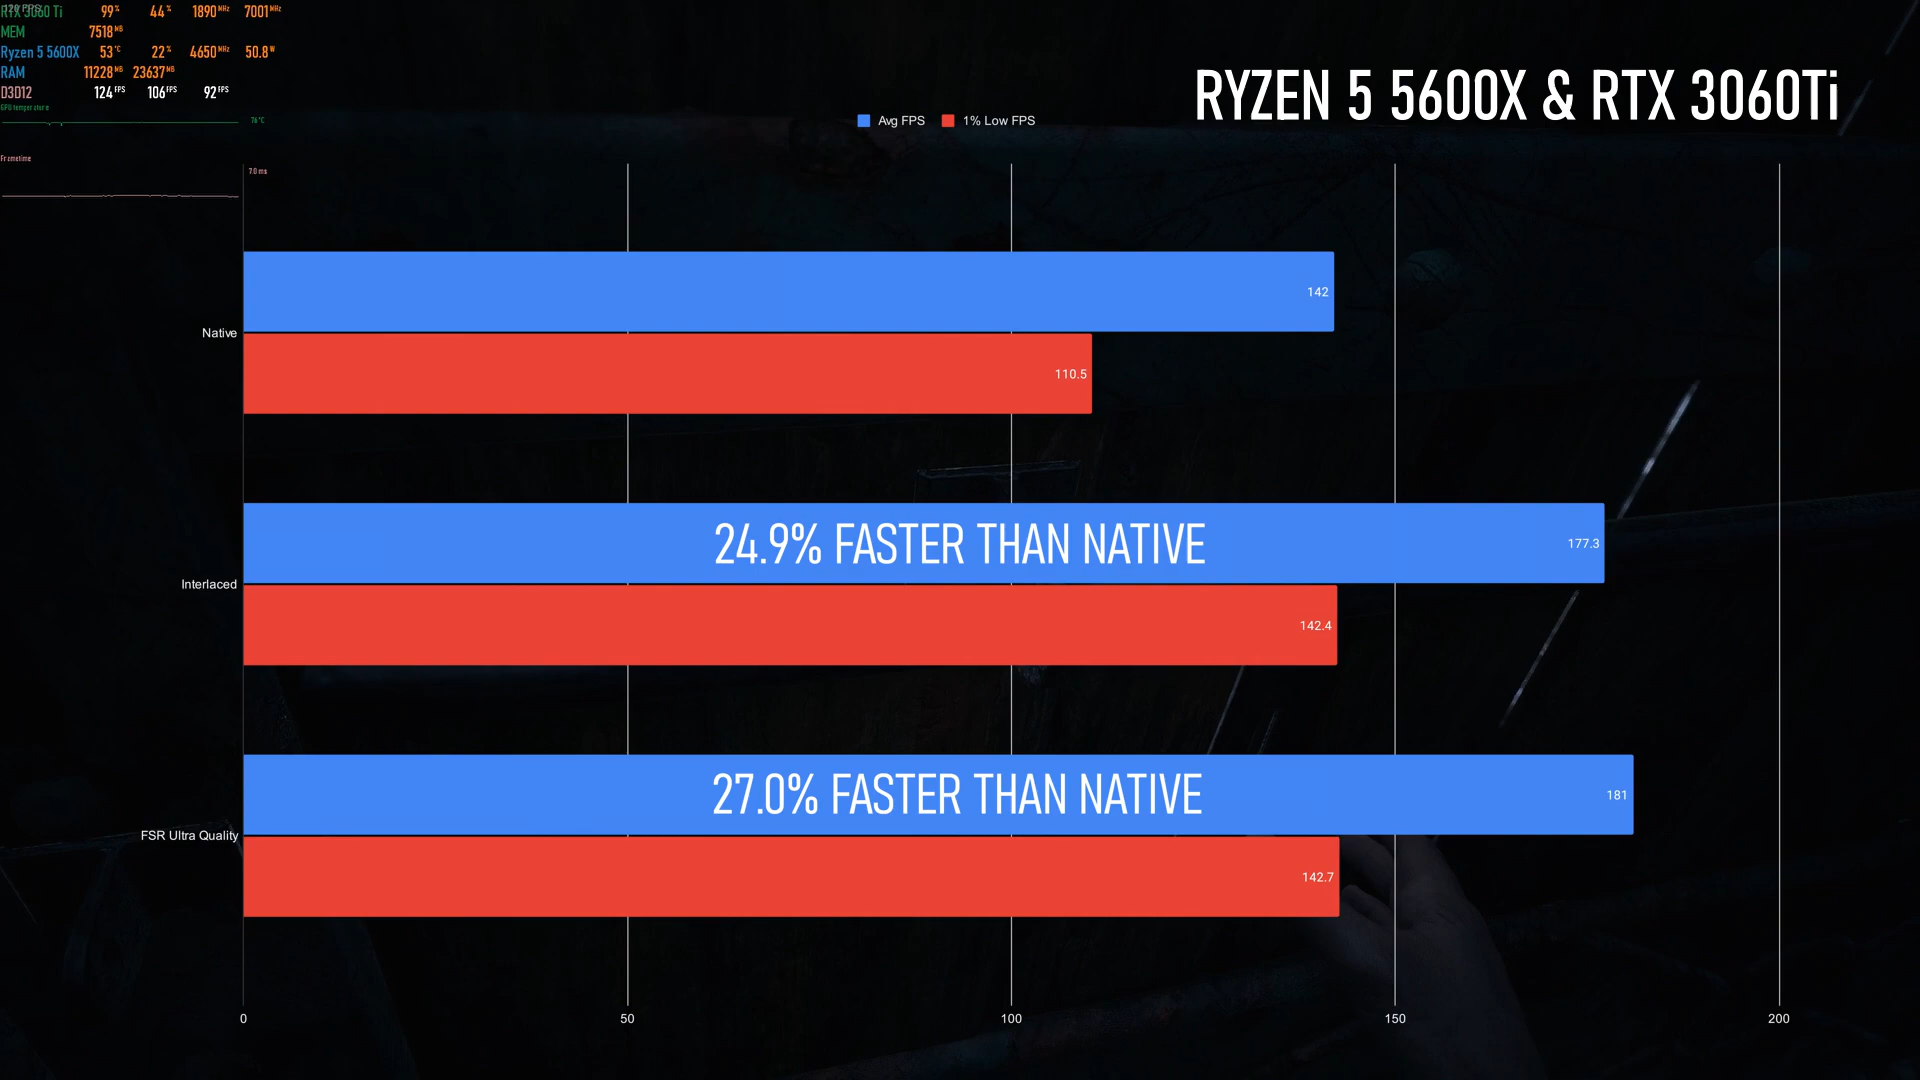 RTX 3060 Ti 99% 44% 1890MHz 7001MHz
MEM 7518MB
Ryzen 5 5600X 53°C 22% 4650MHz 50.8W
RAM 11228MB 23637MB
D3D12 124FPS 106FPS 92FPS
GPU temperature
76°C
Frametime
7.0 ms
RYZEN 5 5600X & RTX 3060Ti
Avg FPS 1% Low FPS
142
Native
110.5
24.9% FASTER THAN NATIVE 177.3
Interlaced
142.4
27.0% FASTER THAN NATIVE 181
FSR Ultra Quality
142.7
0 50 100 150 200